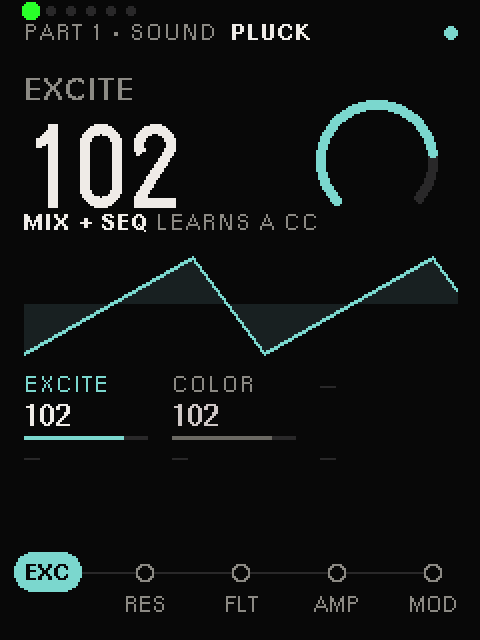 PART 1 · SOUND PLUCK
EXCITE
102
MIX + SEQ LEARNS A CC
EXCITE COLOR —
102 102
— — —
EXC
RES FLT AMP MOD